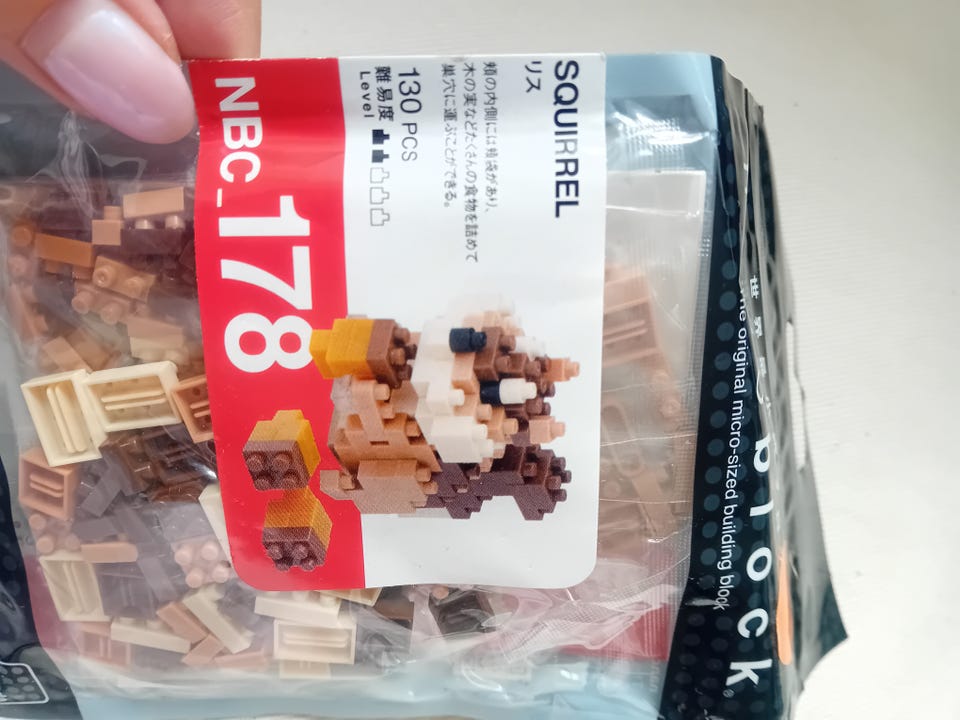 block®
The original micro-sized building block
SQUIRREL
リス
頬の内側には頬袋があり、
木の実などたくさんの食物を詰めて
巣穴に運ぶことができる。
130 PCS
難易度
Level
NBC_178